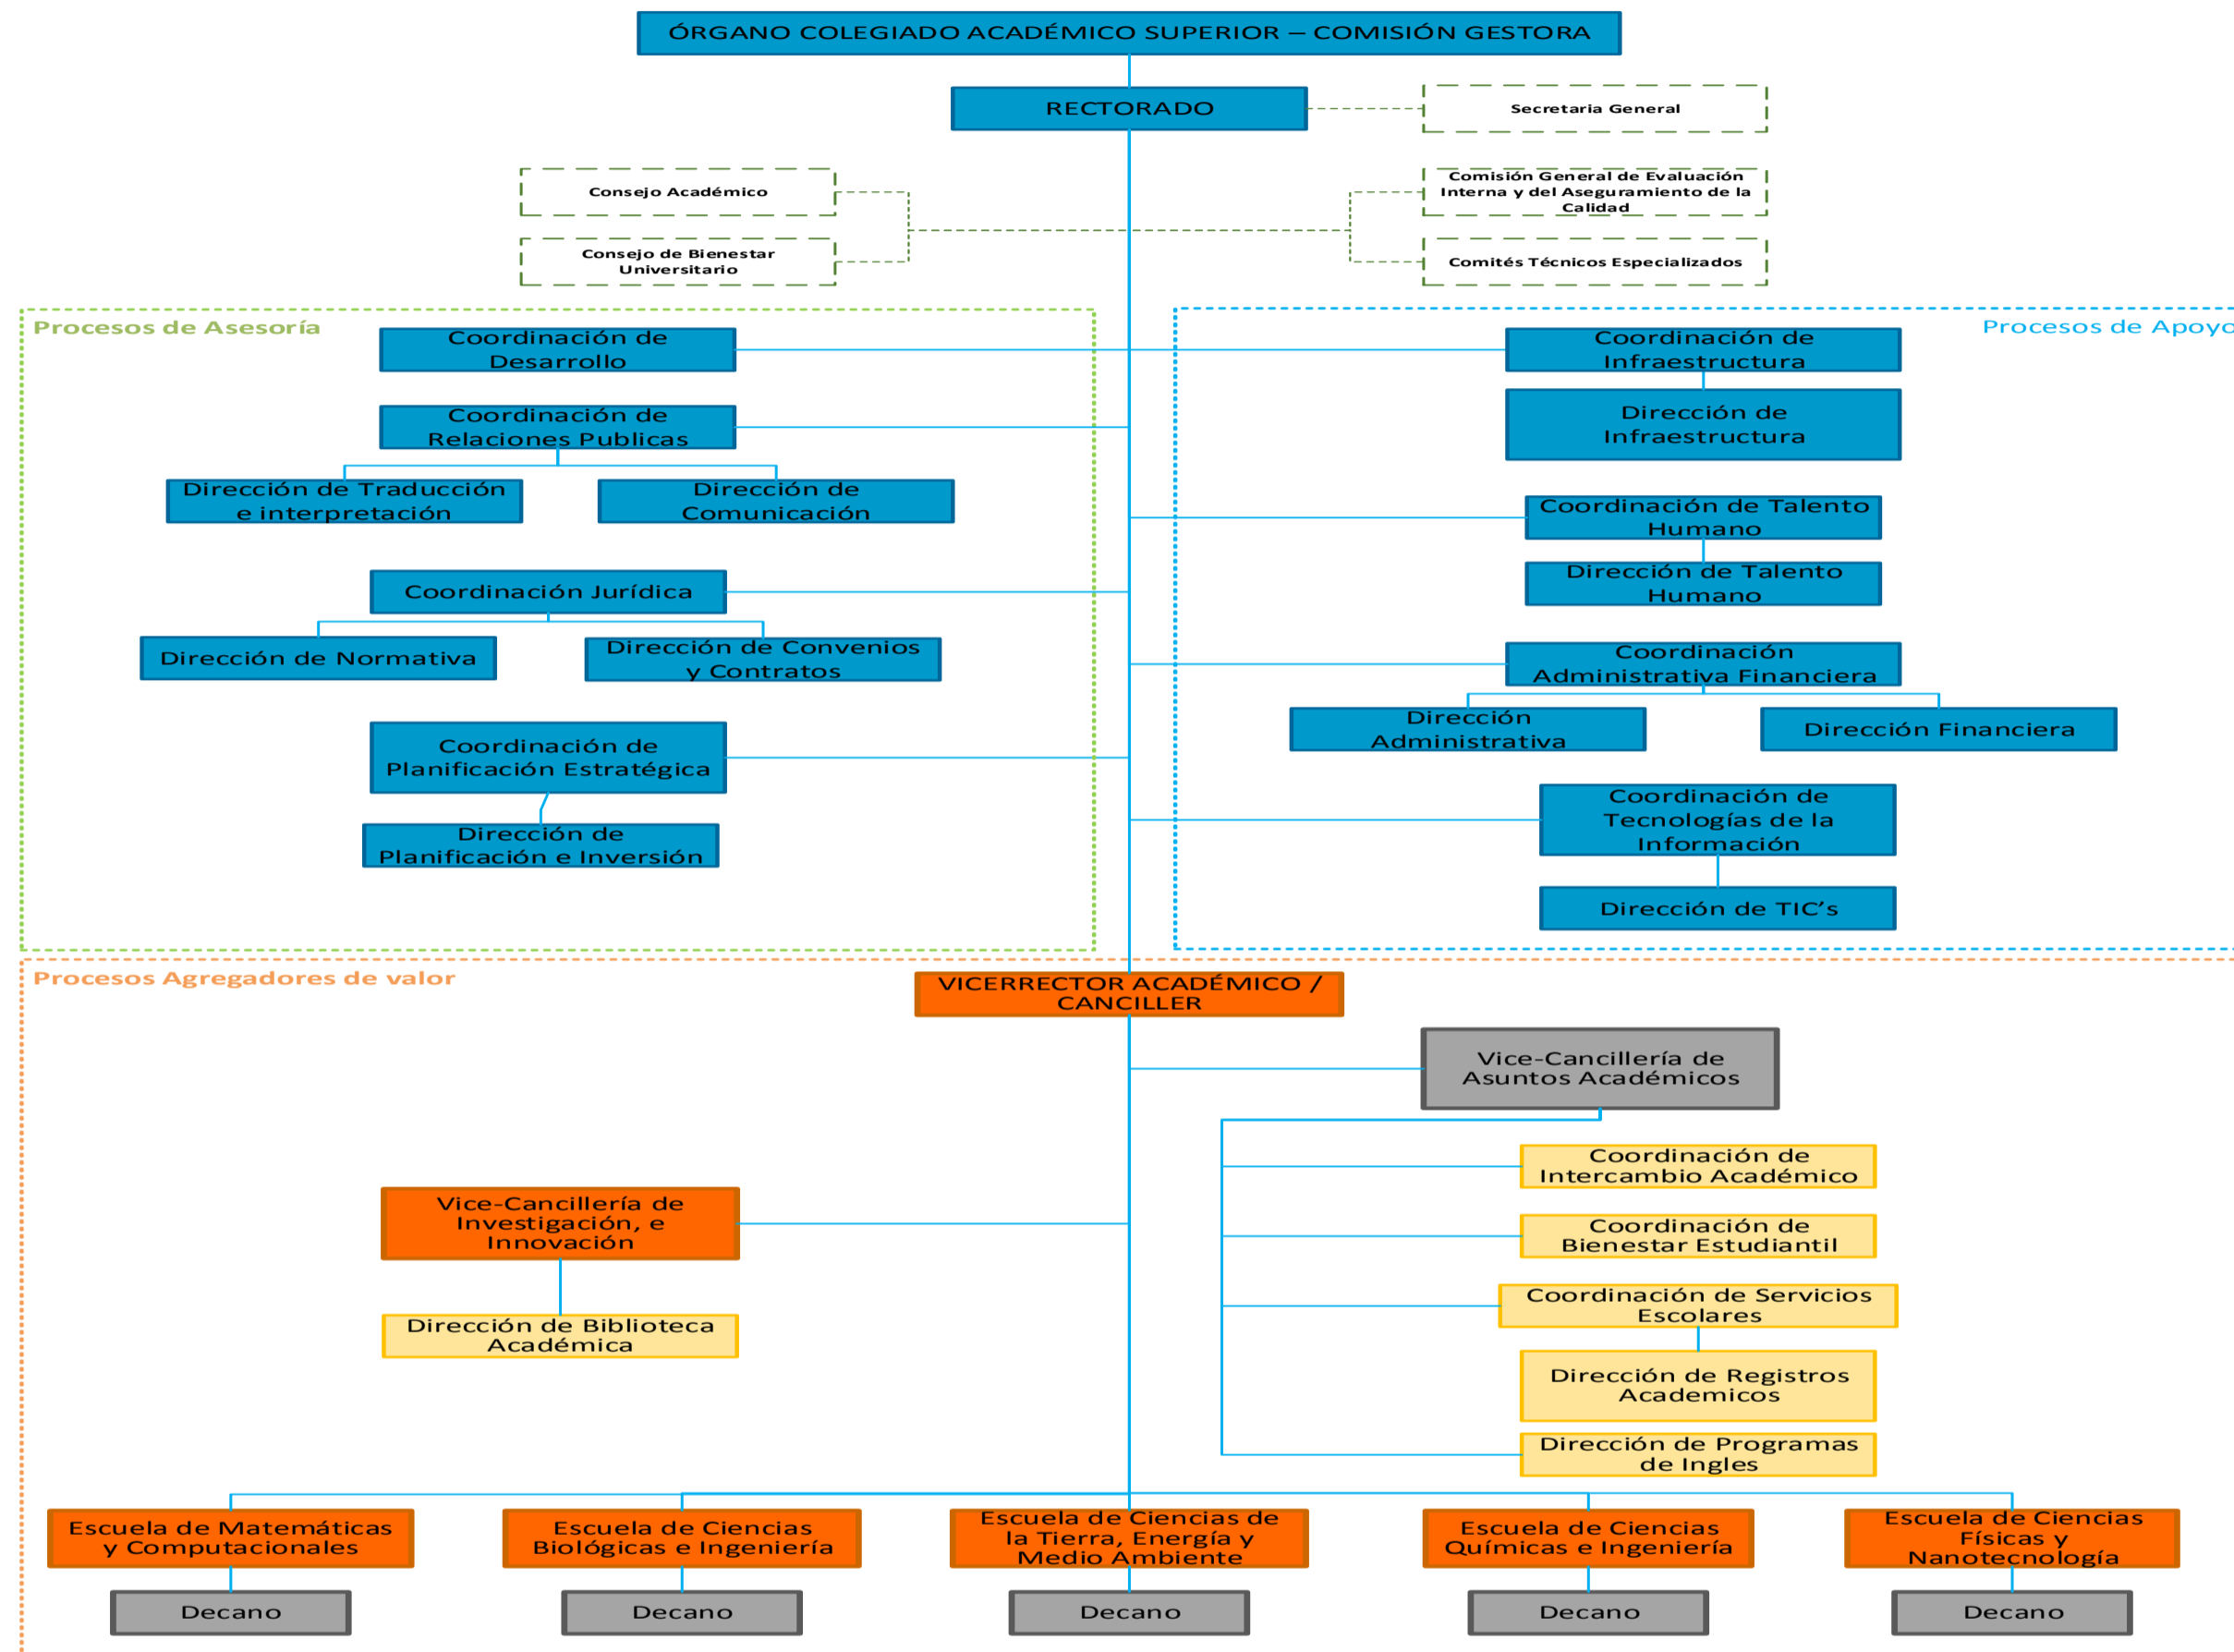 ÓRGANO COLEGIADO ACADÉMICO SUPERIOR – COMISIÓN GESTORA
RECTORADO
Secretaria General
Consejo Académico
Comisión General de Evaluación
Interna y del Aseguramiento de la
Calidad
Consejo de Bienestar
Universitario
Comités Técnicos Especializados
Procesos de Asesoría
Coordinación de
Desarrollo
Coordinación de
Relaciones Publicas
Dirección de Traducción
e interpretación
Dirección de
Comunicación
Coordinación Jurídica
Dirección de Normativa
Dirección de Convenios
y Contratos
Coordinación de
Planificación Estratégica
Dirección de
Planificación e Inversión
Procesos de Apoyo
Coordinación de
Infraestructura
Dirección de
Infraestructura
Coordinación de Talento
Humano
Dirección de Talento
Humano
Coordinación
Administrativa Financiera
Dirección
Administrativa
Dirección Financiera
Coordinación de
Tecnologías de la
Información
Dirección de TIC’s
Procesos Agregadores de valor
VICERRECTOR ACADÉMICO /
CANCILLER
Vice-Cancillería de
Asuntos Académicos
Coordinación de
Intercambio Académico
Coordinación de
Bienestar Estudiantil
Coordinación de Servicios
Escolares
Dirección de Registros
Academicos
Dirección de Programas
de Ingles
Vice-Cancillería de
Investigación, e
Innovación
Dirección de Biblioteca
Académica
Escuela de Matemáticas
y Computacionales
Escuela de Ciencias
Biológicas e Ingeniería
Escuela de Ciencias de
la Tierra, Energía y
Medio Ambiente
Escuela de Ciencias
Químicas e Ingeniería
Escuela de Ciencias
Físicas y
Nanotecnología
Decano
Decano
Decano
Decano
Decano